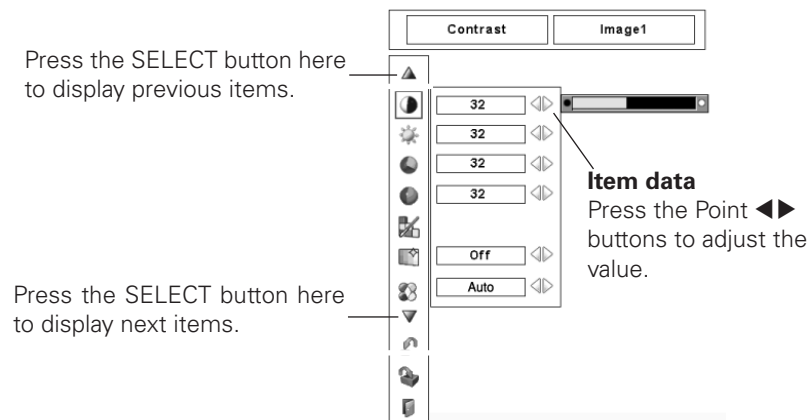 Contrast Image1
Press the SELECT button here
to display previous items.
32
32
32
32
Item data
Press the Point ◀▶
buttons to adjust the
value.
Off
Auto
Press the SELECT button here
to display next items.